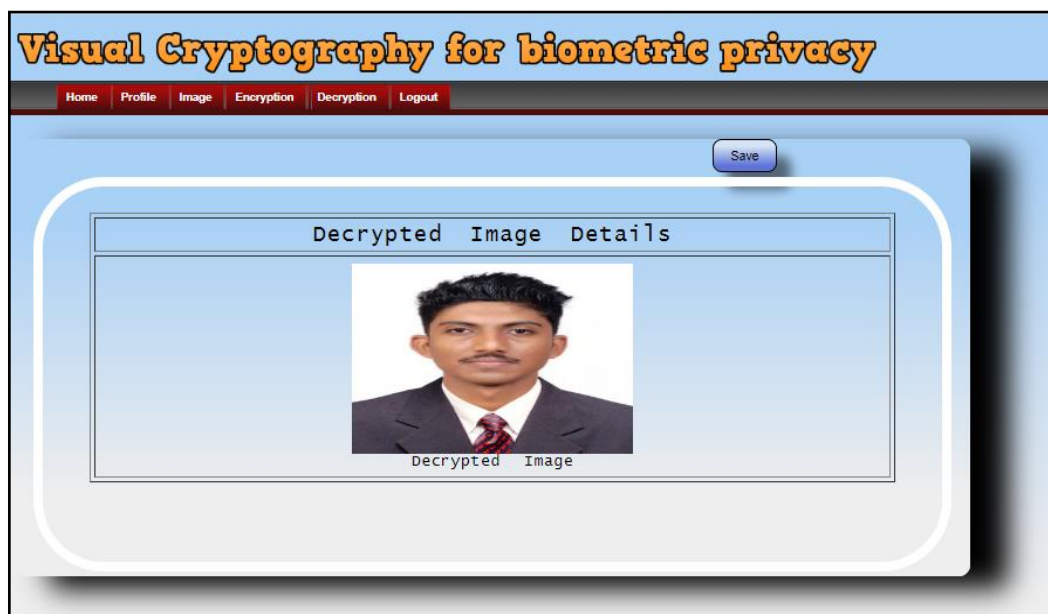 Visual Cryptography for biometric privacy
Home Profile Image Encryption Decryption Logout
Save
Decrypted Image Details
Decrypted Image